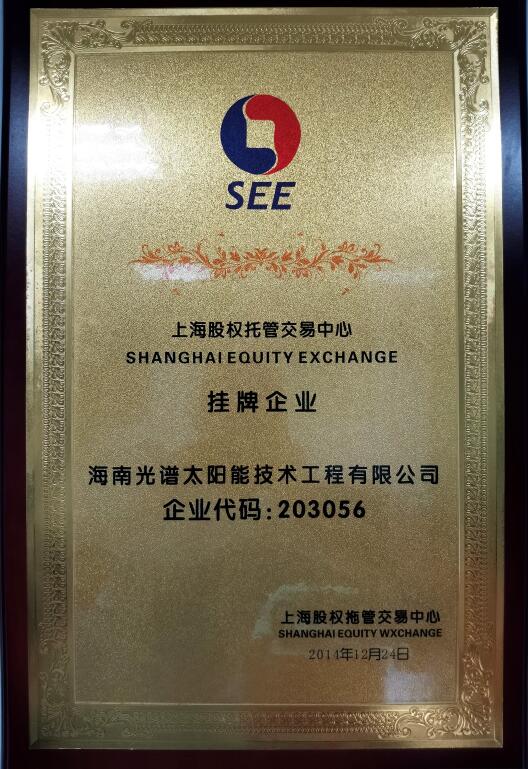 SEE
上海股权托管交易中心
SHANGHAI EQUITY EXCHANGE
挂牌企业
海南光谱太阳能技术工程有限公司
企业代码:203056
上海股权拖管交易中心
SHANGHAI EQUITY WXCHANGE
2014年12月24日